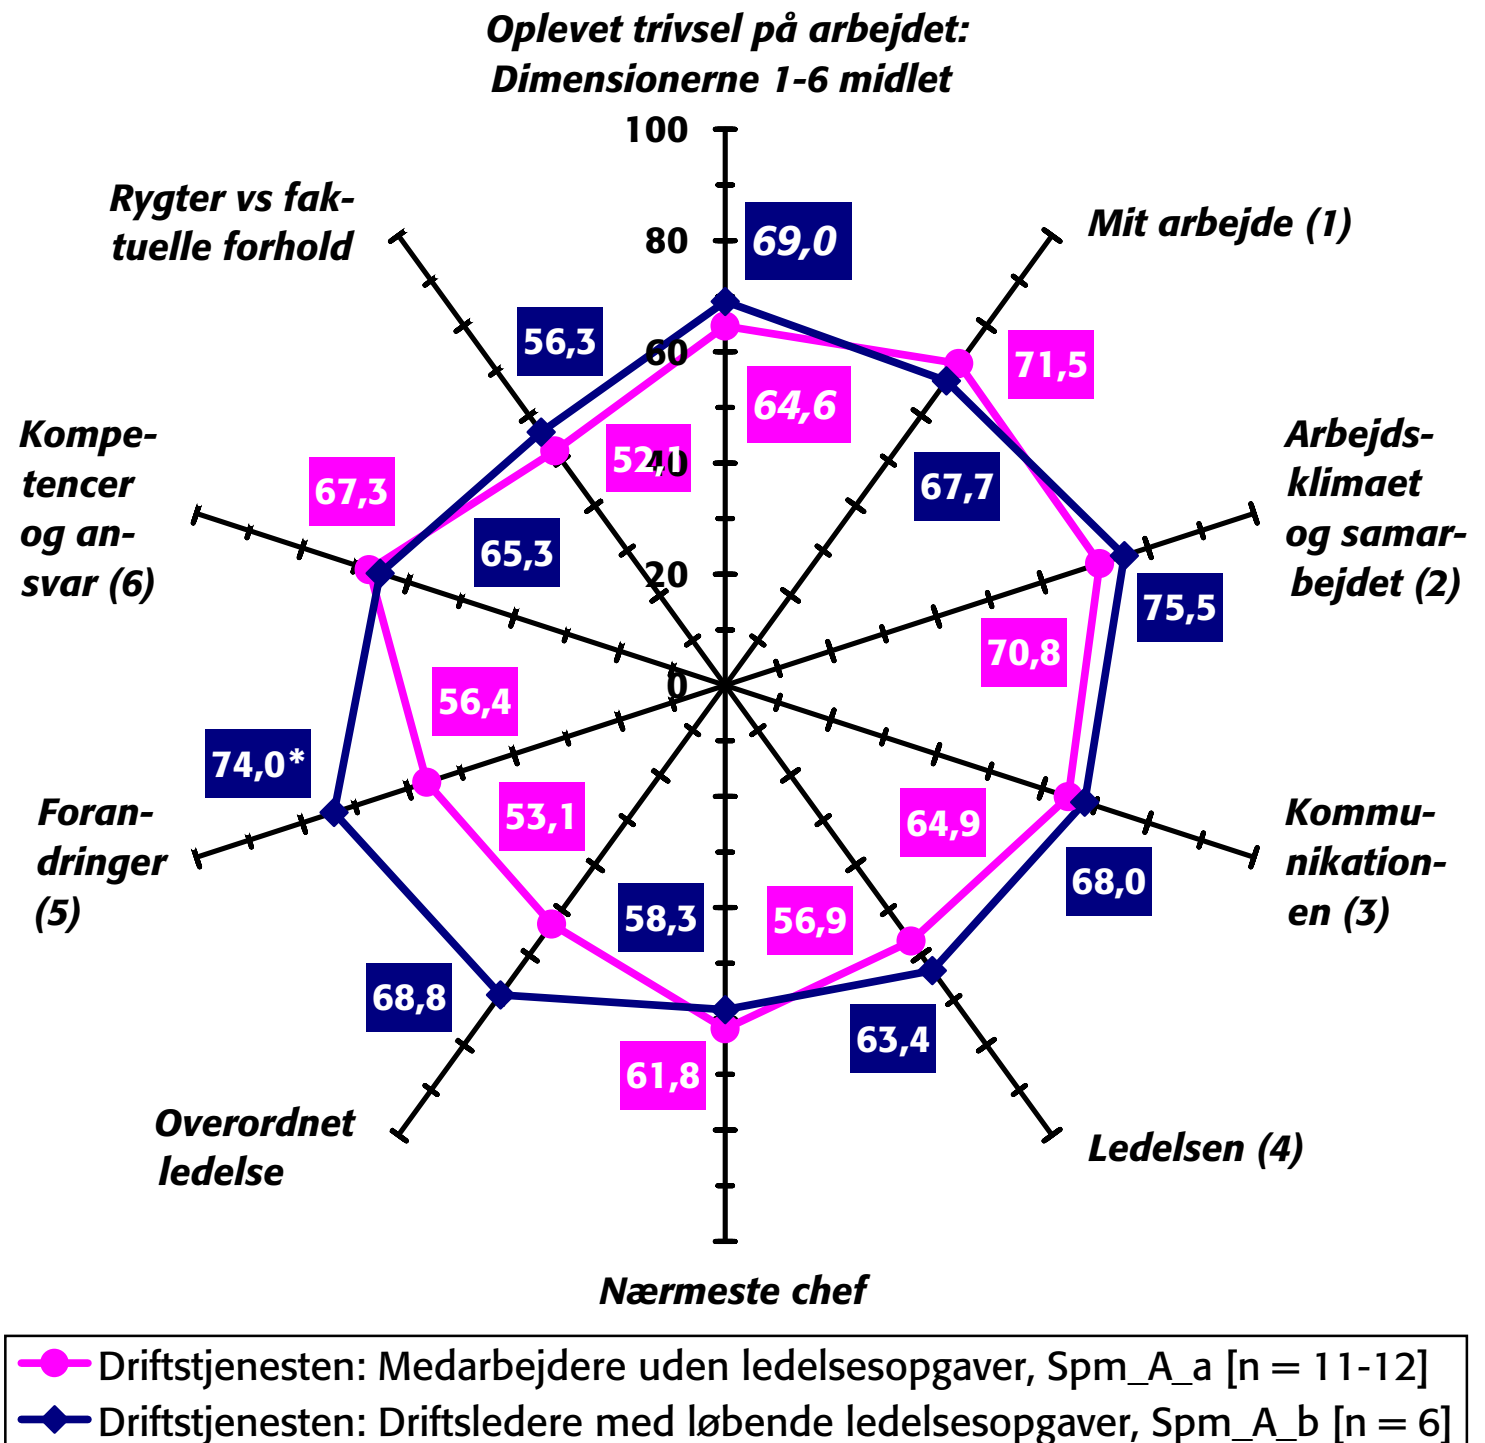 Oplevet trivsel på arbejdet:
Dimensionerne 1-6 midlet
100
80
60
40
20
0
Rygter vs fak-
tuelle forhold
Mit arbejde (1)
69,0
64,6
56,3
52,1
71,5
67,7
Kompe-
tencer
og an-
svar (6)
67,3
65,3
Arbejds-
klimaet
og samar-
bejdet (2)
75,5
70,8
56,4
74,0*
53,1
Foran-
dringer
(5)
64,9
68,0
Kommu-
nikation-
en (3)
58,3
56,9
68,8
63,4
61,8
Overordnet
ledelse
Ledelsen (4)
Nærmeste chef
Driftstjenesten: Medarbejdere uden ledelsesopgaver, Spm_A_a [n = 11-12]
Driftstjenesten: Driftsledere med løbende ledelsesopgaver, Spm_A_b [n = 6]